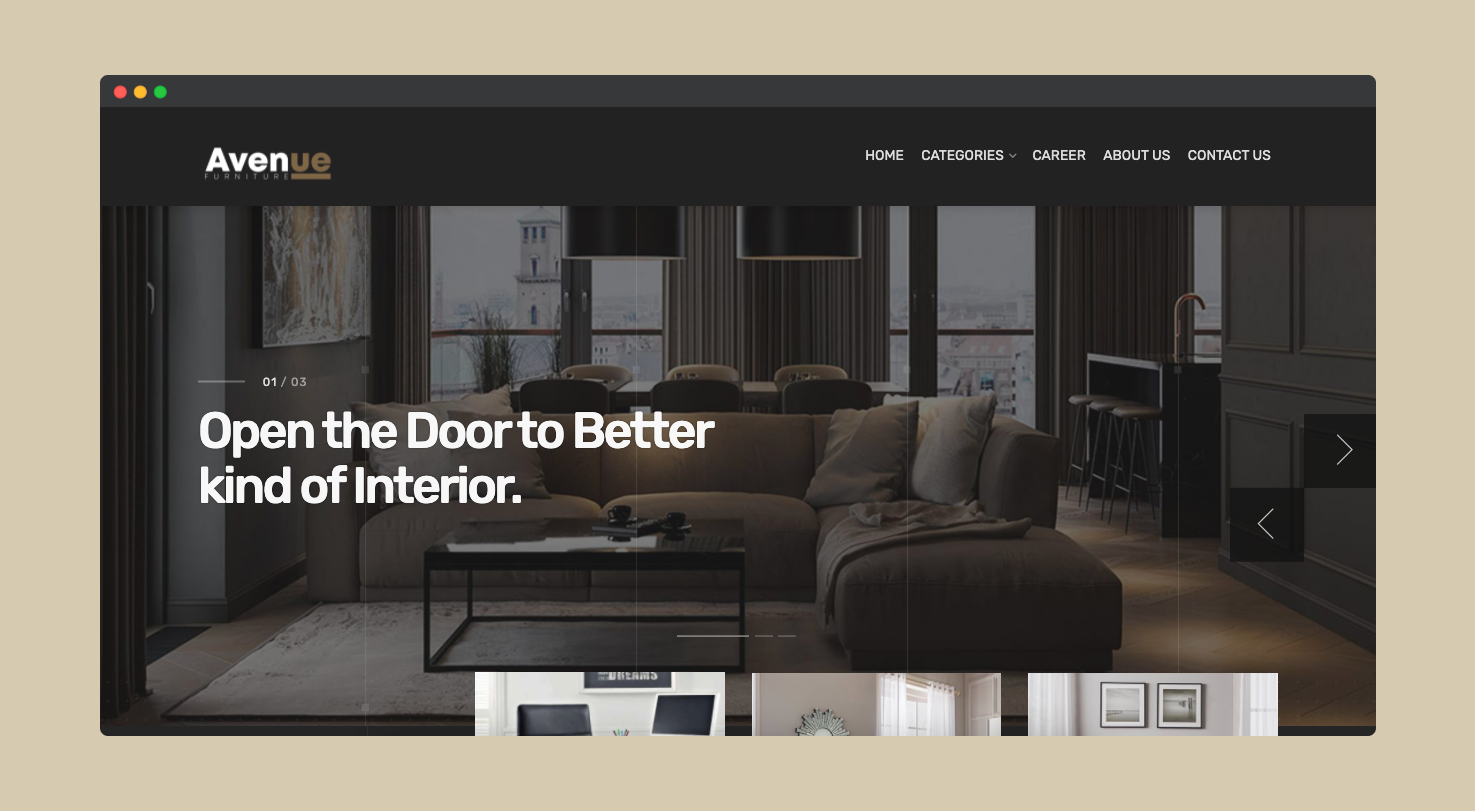 Avenue
FURNITURE
HOME CATEGORIES CAREER ABOUT US CONTACT US
01 / 03
Open the Door to Better
kind of Interior.
DREAMS